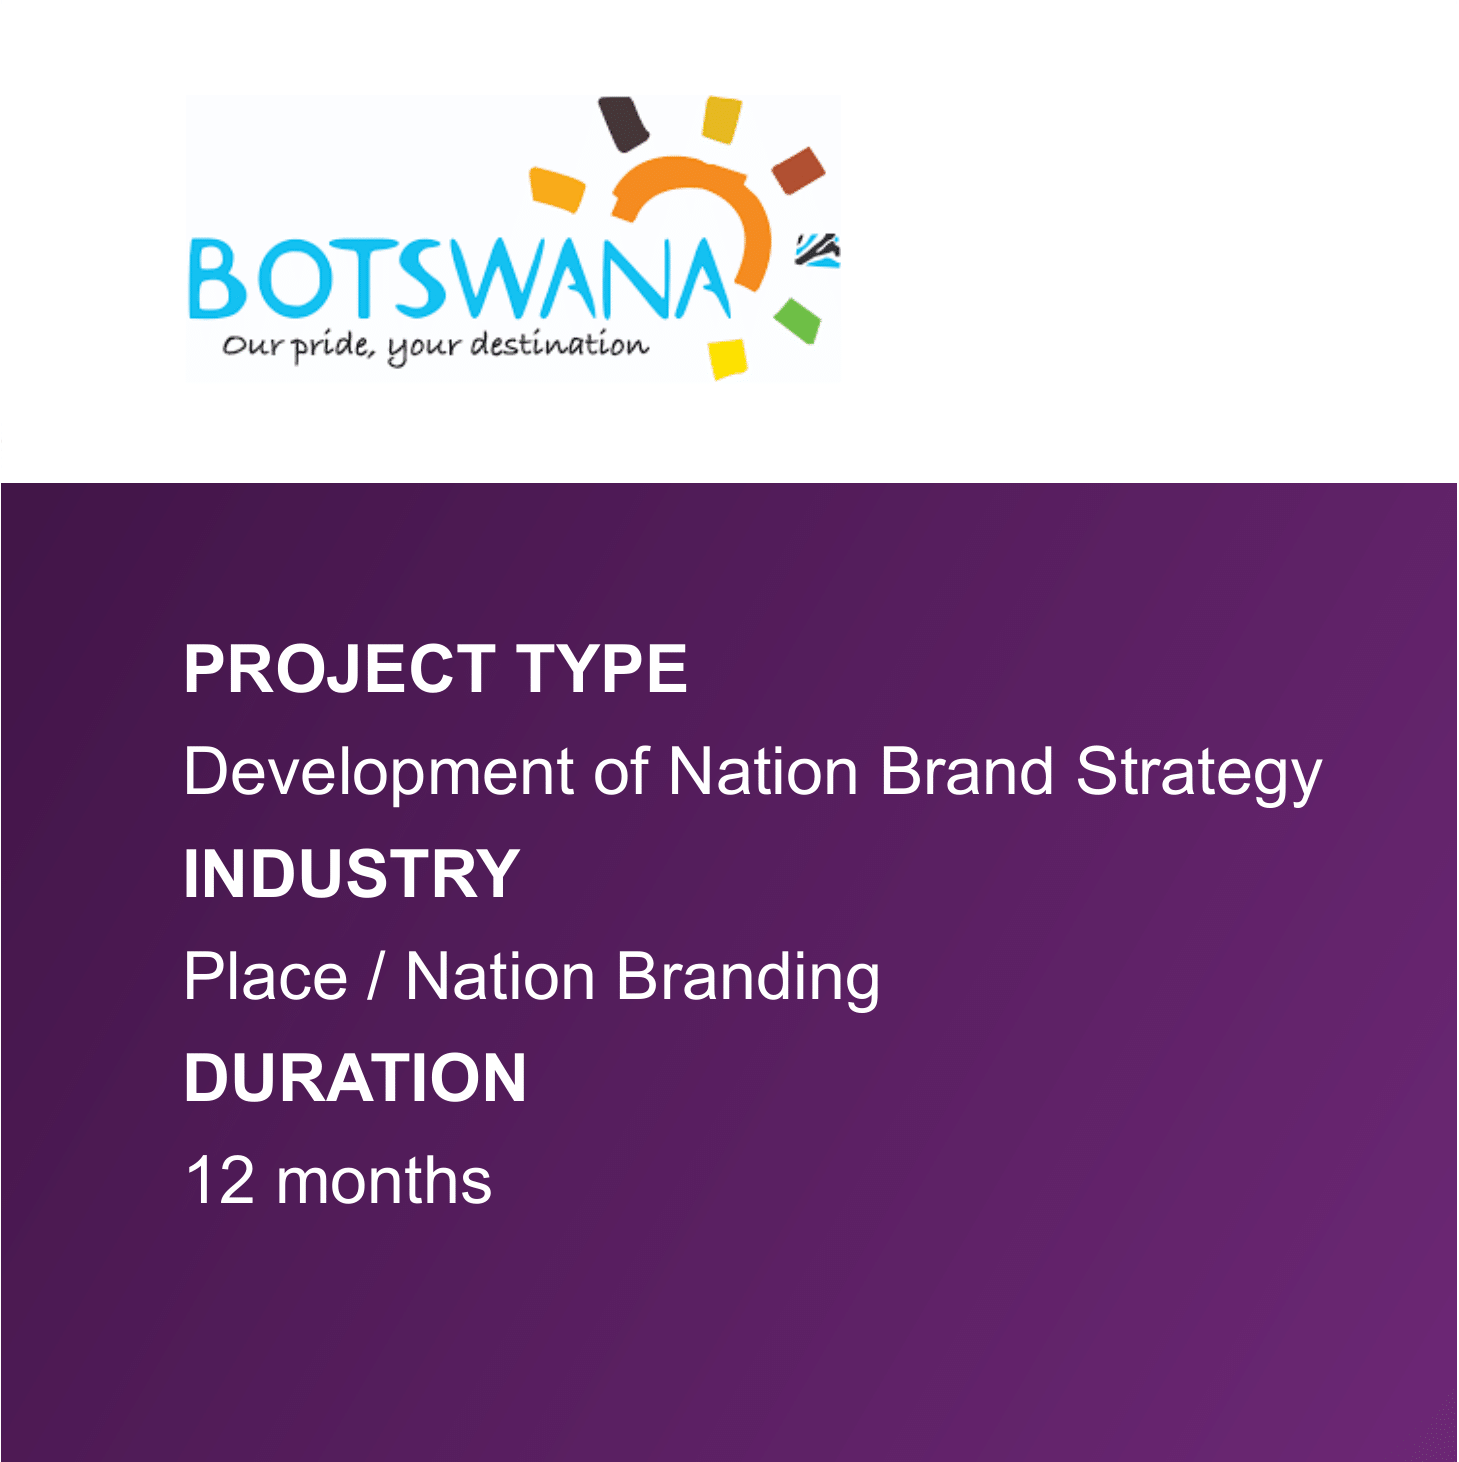 BOTSWANA
Our pride, your destination
PROJECT TYPE
Development of Nation Brand Strategy
INDUSTRY
Place / Nation Branding
DURATION
12 months